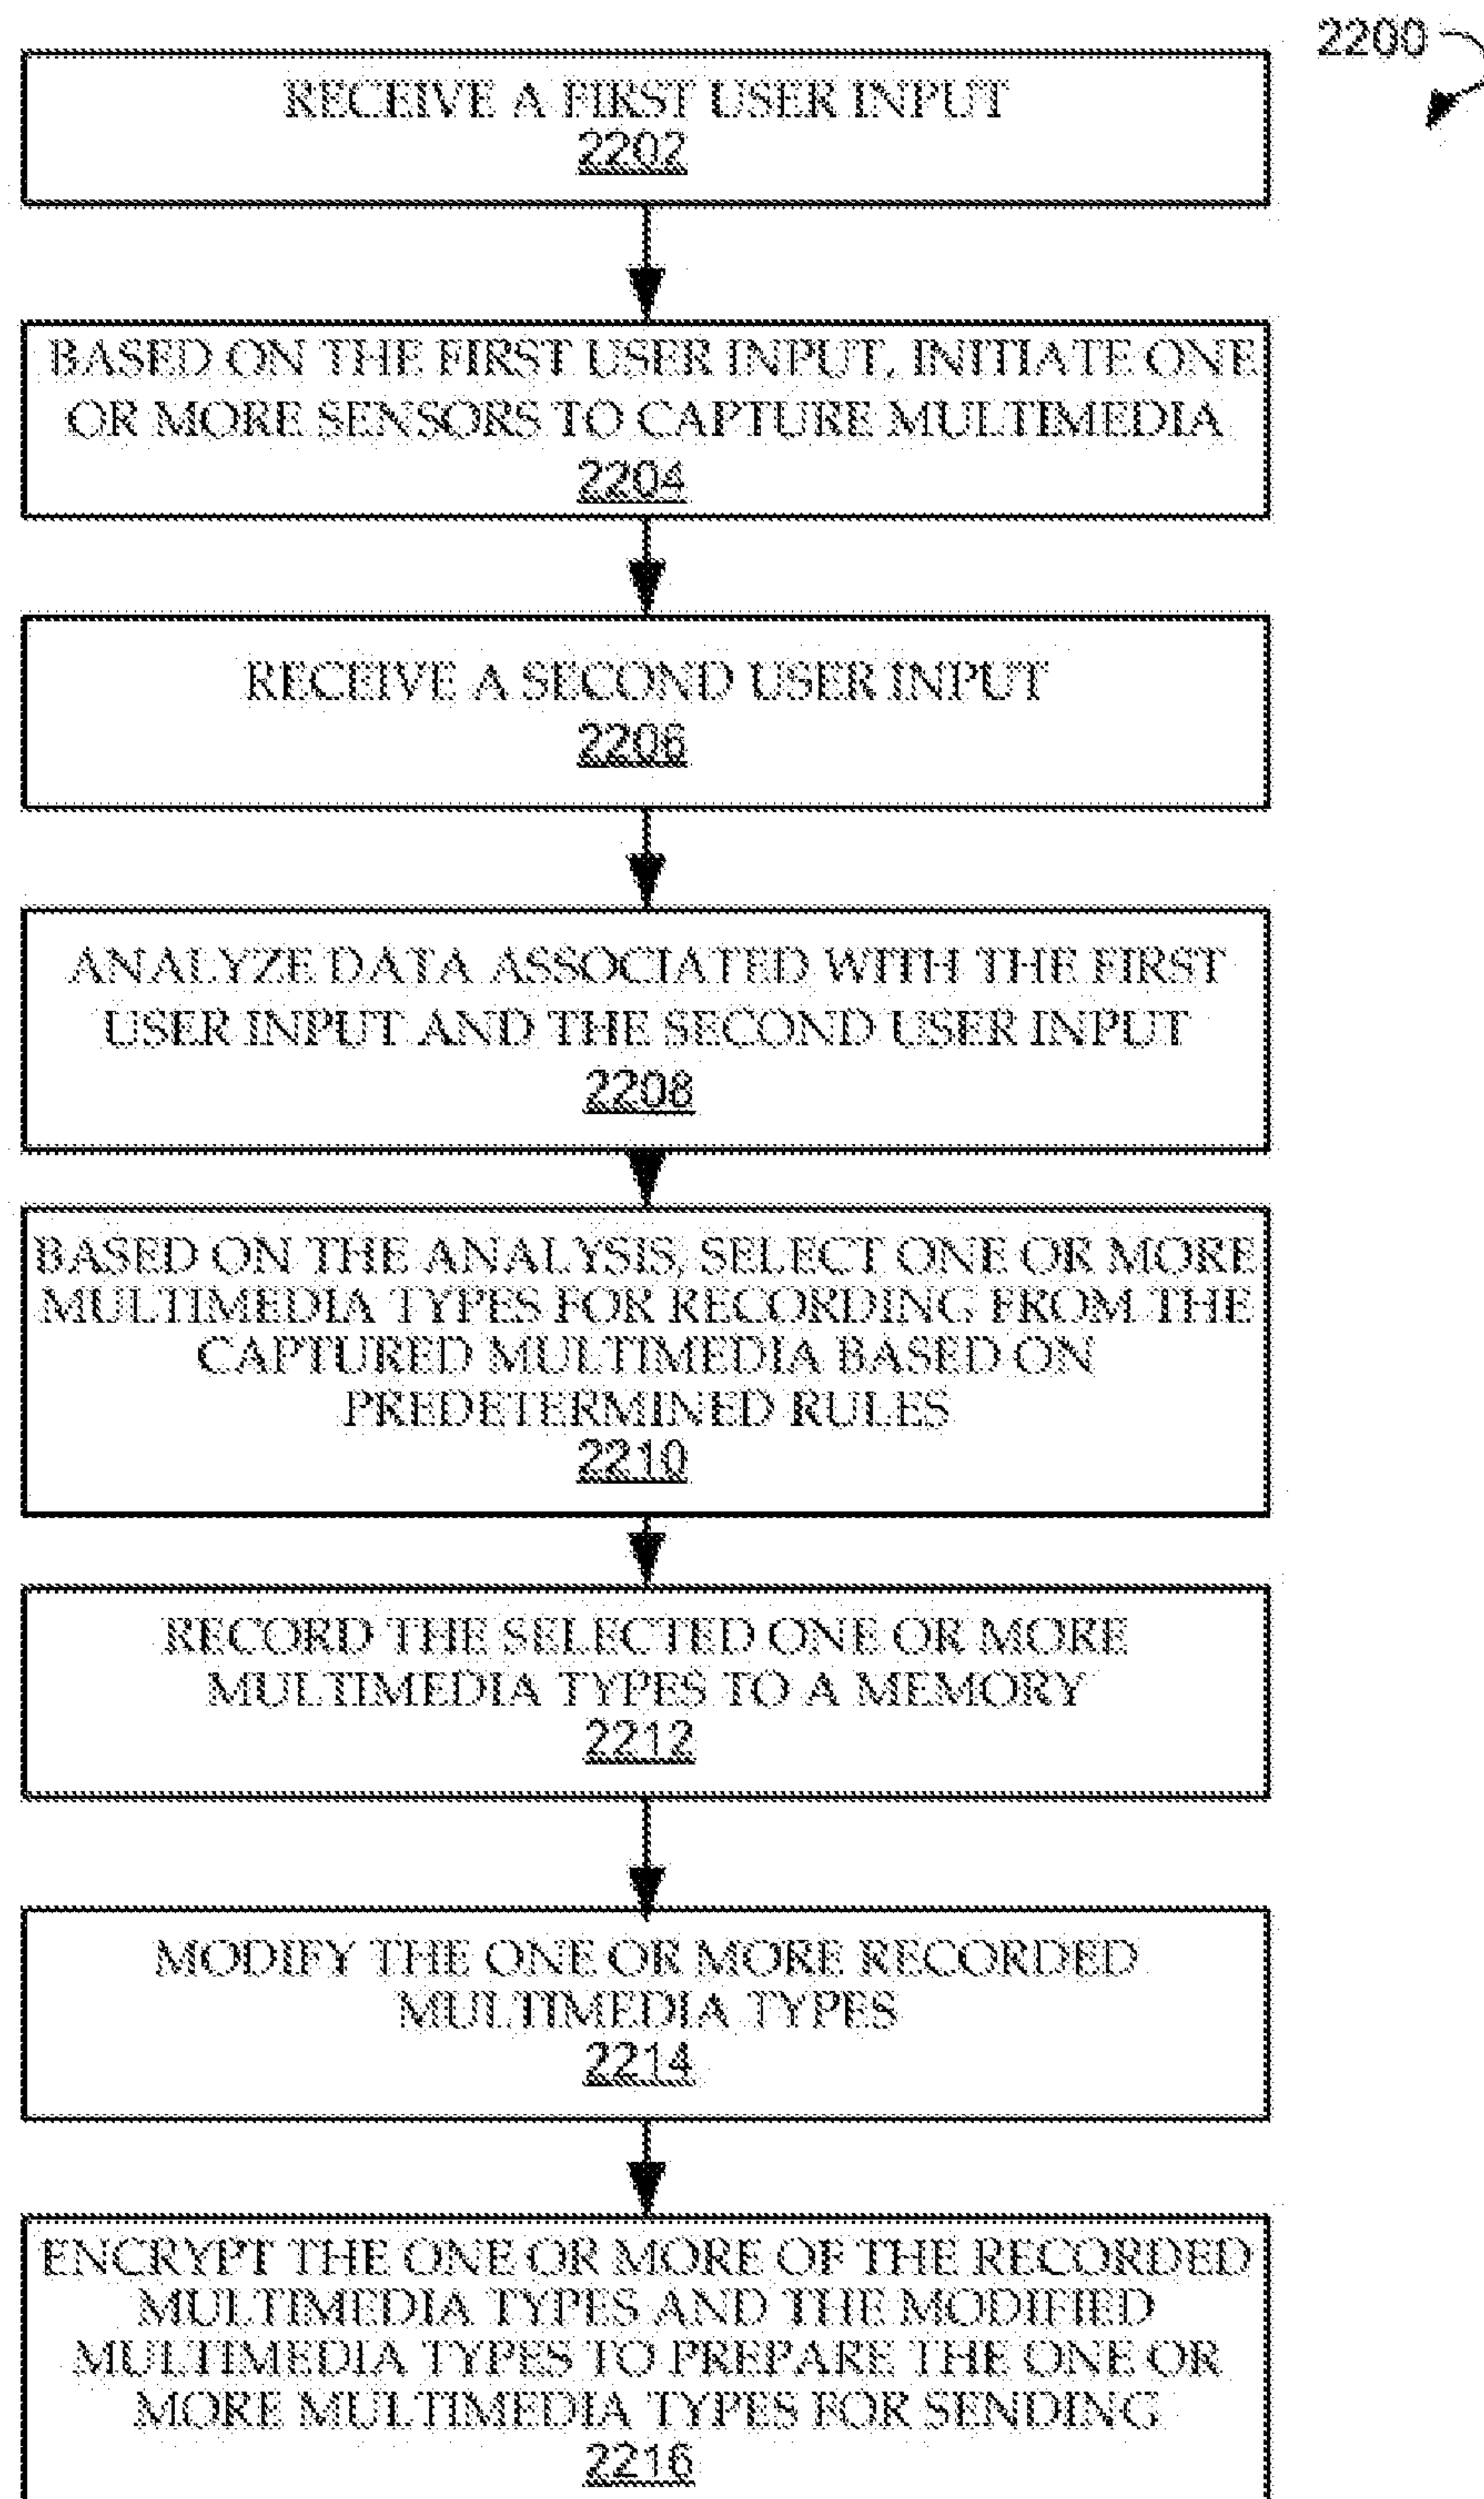 2200
RECEIVE A FIRST USER INPUT
2202
BASED ON THE FIRST USER INPUT, INITIATE ONE
OR MORE SENSORS TO CAPTURE MULTIMEDIA
2204
RECEIVE A SECOND USER INPUT
2206
ANALYZE DATA ASSOCIATED WITH THE FIRST
USER INPUT AND THE SECOND USER INPUT
2208
BASED ON THE ANALYSIS, SELECT ONE OR MORE
MULTIMEDIA TYPES FOR RECORDING FROM THE
CAPTURED MULTIMEDIA BASED ON
PREDETERMINED RULES
2210
RECORD THE SELECTED ONE OR MORE
MULTIMEDIA TYPES TO A MEMORY
2212
MODIFY THE ONE OR MORE RECORDED
MULTIMEDIA TYPES
2214
ENCRYPT THE ONE OR MORE OF THE RECORDED
MULTIMEDIA TYPES AND THE MODIFIED
MULTIMEDIA TYPES TO PREPARE THE ONE OR
MORE MULTIMEDIA TYPES FOR SENDING
2216